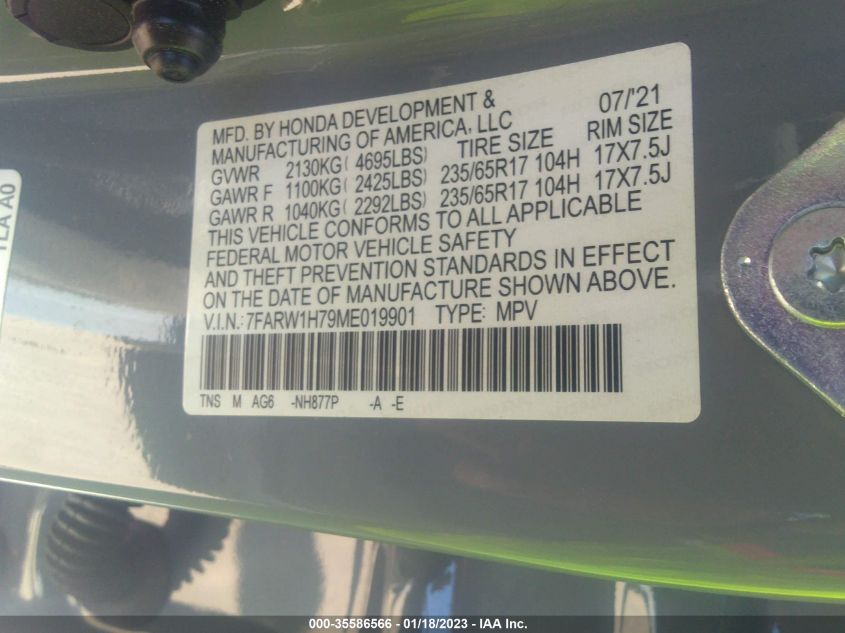 TLA A0
MFD. BY HONDA DEVELOPMENT & 07/'21
MANUFACTURING OF AMERICA, LLC TIRE SIZE RIM SIZE
GVWR 2130KG( 4695LBS)
GAWR F 1100KG( 2425LBS) 235/65R17 104H 17X7.5J
GAWR R 1040KG( 2292LBS) 235/65R17 104H 17X7.5J
THIS VEHICLE CONFORMS TO ALL APPLICABLE
FEDERAL MOTOR VEHICLE SAFETY
AND THEFT PREVENTION STANDARDS IN EFFECT
ON THE DATE OF MANUFACTURE SHOWN ABOVE.
V.I.N.: 7FARW1H79ME019901 TYPE: MPV
TNS M AG6 -NH877P -A -E
000-35586566 — 01/18/2023 — IAA Inc.